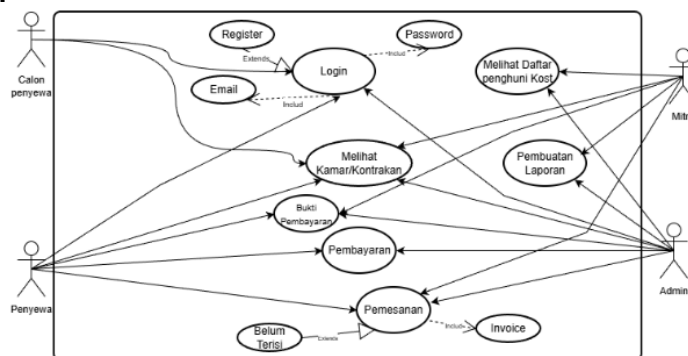 Register
Password
Extends
Includ
Calon
penyewa
Login
Melihat Daftar
penghuni Kost
Email
Includ
Mitr
Melihat
Kamar/Kontrakan
Pembuatan
Laporan
Bukti
Pembayaran
Pembayaran
Penyewa
Admin
Pemesanan
Belum
Terisi
Extends
Includ
Invoice